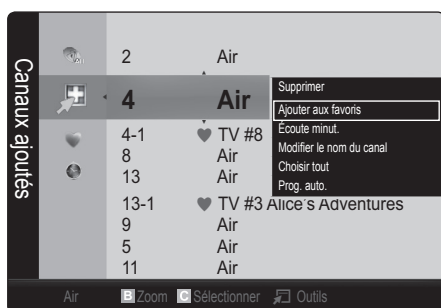 Canaux ajoutés
All
2 Air
4 Air
4-1 TV #8
8 Air
13 Air
13-1 TV #3 Alice's Adventures
9 Air
5 Air
11 Air
Supprimer
Ajouter aux favoris
Écoute minut.
Modifier le nom du canal
Choisir tout
Prog. auto.
Air B Zoom C Sélectionner Outils